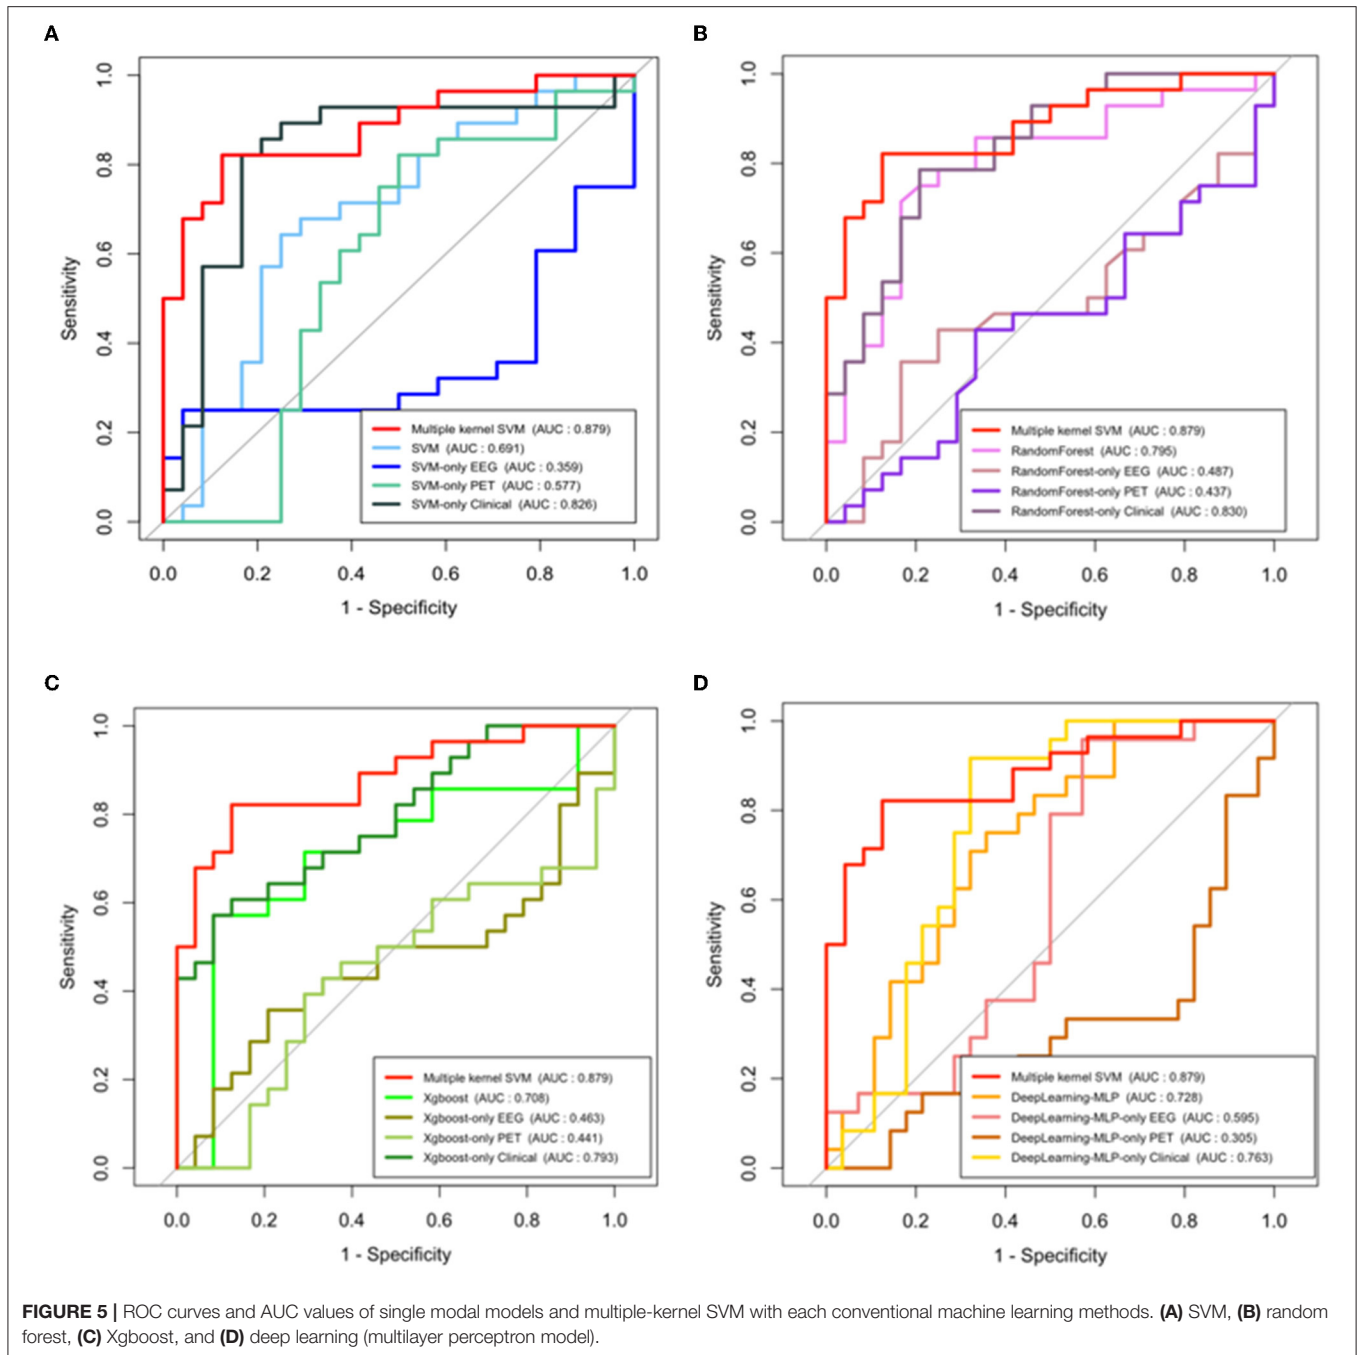 A
1.0
0.8
0.6
0.4
0.2
0.0
Sensitivity
Multiple kernel SVM (AUC : 0.879)
SVM (AUC : 0.691)
SVM-only EEG (AUC : 0.359)
SVM-only PET (AUC : 0.577)
SVM-only Clinical (AUC : 0.826)
0.0 0.2 0.4 0.6 0.8 1.0
1 - Specificity
B
1.0
0.8
0.6
0.4
0.2
0.0
Sensitivity
Multiple kernel SVM (AUC : 0.879)
RandomForest (AUC : 0.795)
RandomForest-only EEG (AUC : 0.487)
RandomForest-only PET (AUC : 0.437)
RandomForest-only Clinical (AUC : 0.830)
0.0 0.2 0.4 0.6 0.8 1.0
1 - Specificity
C
1.0
0.8
0.6
0.4
0.2
0.0
Sensitivity
Multiple kernel SVM (AUC : 0.879)
Xgboost (AUC : 0.708)
Xgboost-only EEG (AUC : 0.463)
Xgboost-only PET (AUC : 0.441)
Xgboost-only Clinical (AUC : 0.793)
0.0 0.2 0.4 0.6 0.8 1.0
1 - Specificity
D
1.0
0.8
0.6
0.4
0.2
0.0
Sensitivity
Multiple kernel SVM (AUC : 0.879)
DeepLearning-MLP (AUC : 0.728)
DeepLearning-MLP-only EEG (AUC : 0.595)
DeepLearning-MLP-only PET (AUC : 0.305)
DeepLearning-MLP-only Clinical (AUC : 0.763)
0.0 0.2 0.4 0.6 0.8 1.0
1 - Specificity
FIGURE 5 | ROC curves and AUC values of single modal models and multiple-kernel SVM with each conventional machine learning methods. (A) SVM, (B) random
forest, (C) Xgboost, and (D) deep learning (multilayer perceptron model).